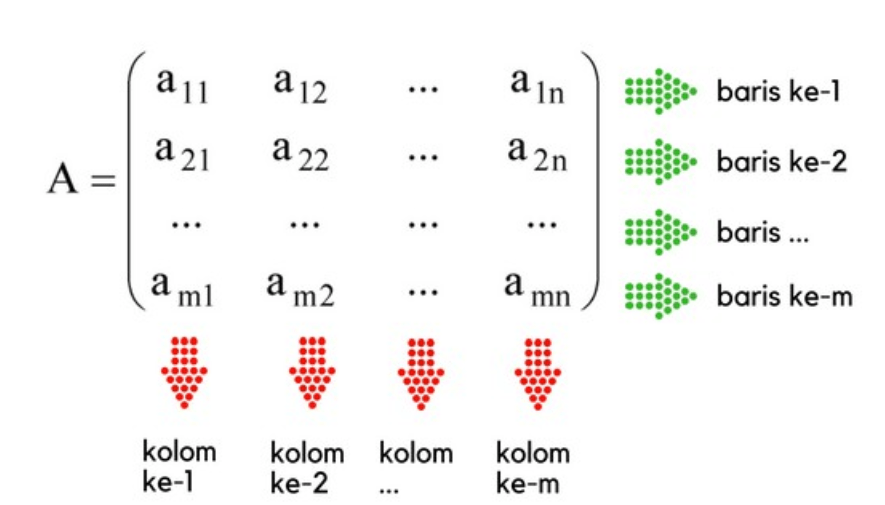 a11 a12 ... a1n baris ke-1
A = a21 a22 ... a2n baris ke-2
... ... ... ... baris ...
am1 am2 ... amn baris ke-m
kolom kolom kolom kolom
ke-1 ke-2 ... ke-m